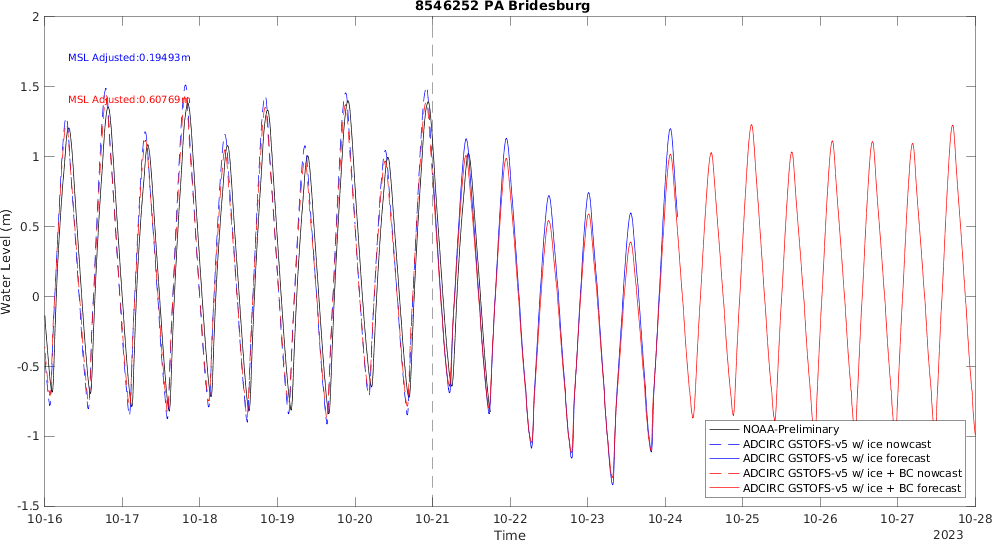 8546252 PA Bridesburg
Water Level (m)
2
1.5
1
0.5
0
-0.5
-1
-1.5
MSL Adjusted:0.19493m
MSL Adjusted:0.60769m
NOAA-Preliminary
ADCIRC GSTOFS-v5 w/ ice nowcast
ADCIRC GSTOFS-v5 w/ ice forecast
ADCIRC GSTOFS-v5 w/ ice + BC nowcast
ADCIRC GSTOFS-v5 w/ ice + BC forecast
10-16 10-17 10-18 10-19 10-20 10-21 10-22 10-23 10-24 10-25 10-26 10-27 10-28
Time
2023